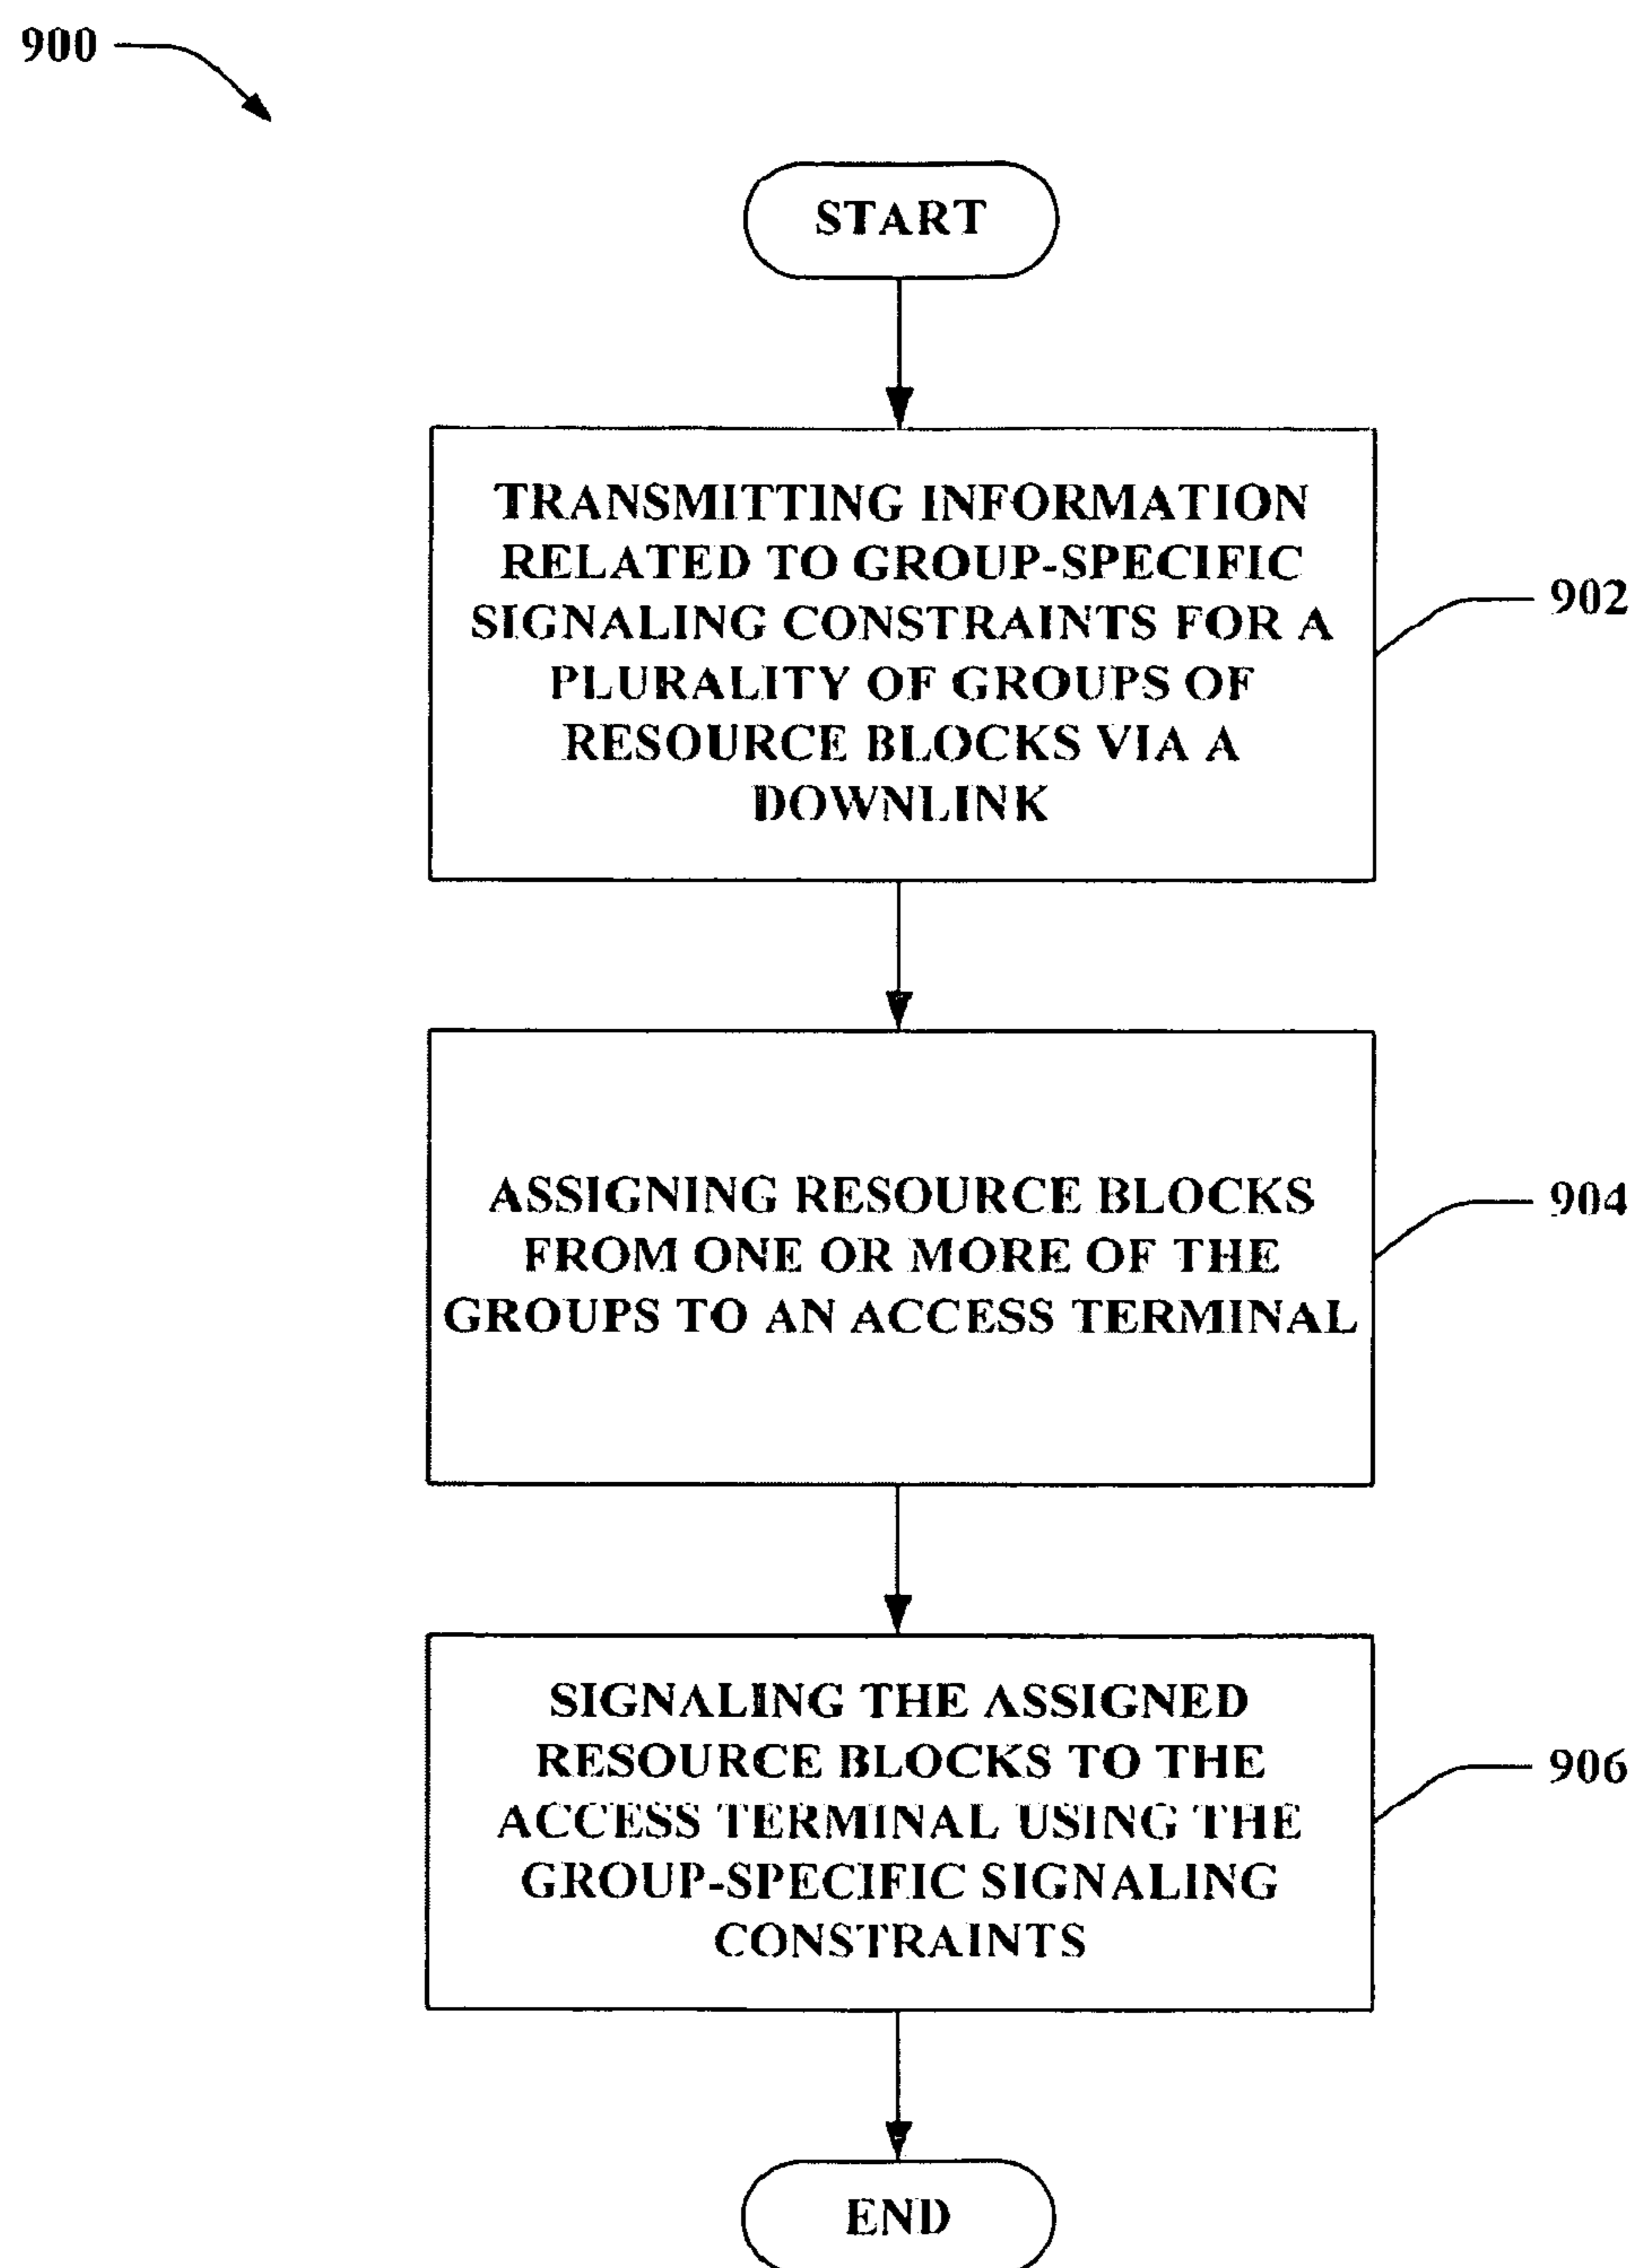 900
START
TRANSMITTING INFORMATION
RELATED TO GROUP-SPECIFIC
SIGNALING CONSTRAINTS FOR A
PLURALITY OF GROUPS OF
RESOURCE BLOCKS VIA A
DOWNLINK
902
ASSIGNING RESOURCE BLOCKS
FROM ONE OR MORE OF THE
GROUPS TO AN ACCESS TERMINAL
904
SIGNALING THE ASSIGNED
RESOURCE BLOCKS TO THE
ACCESS TERMINAL USING THE
GROUP-SPECIFIC SIGNALING
CONSTRAINTS
906
END